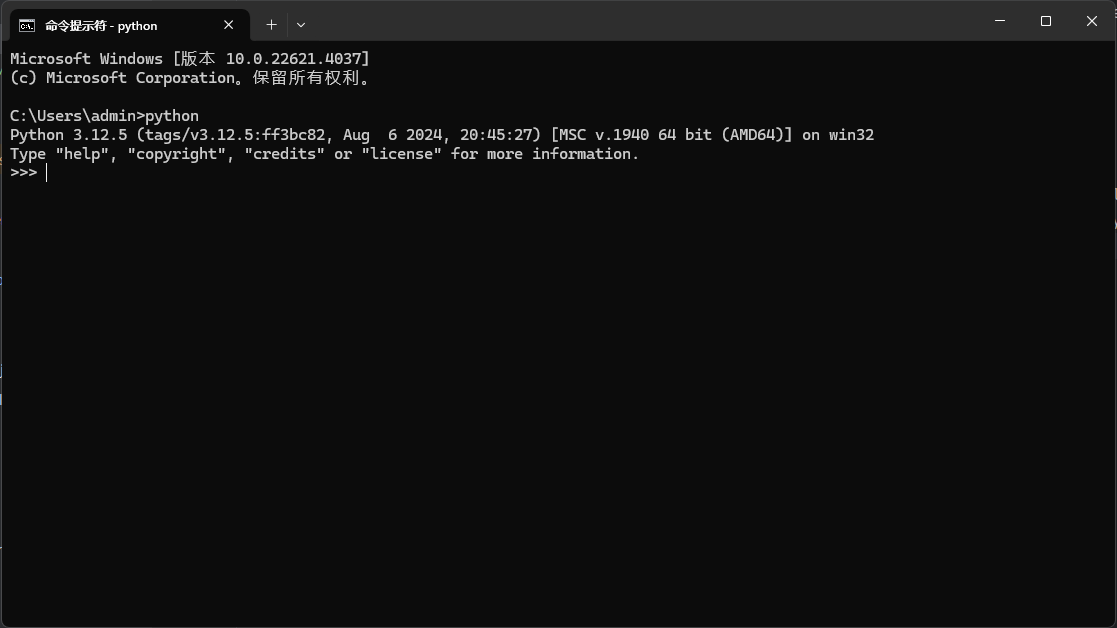 命令提示符 - python
Microsoft Windows [版本 10.0.22621.4037]
(c) Microsoft Corporation。保留所有权利。
C:\Users\admin>python
Python 3.12.5 (tags/v3.12.5:ff3bc82, Aug  6 2024, 20:45:27) [MSC v.1940 64 bit (AMD64)] on win32
Type "help", "copyright", "credits" or "license" for more information.
>>>